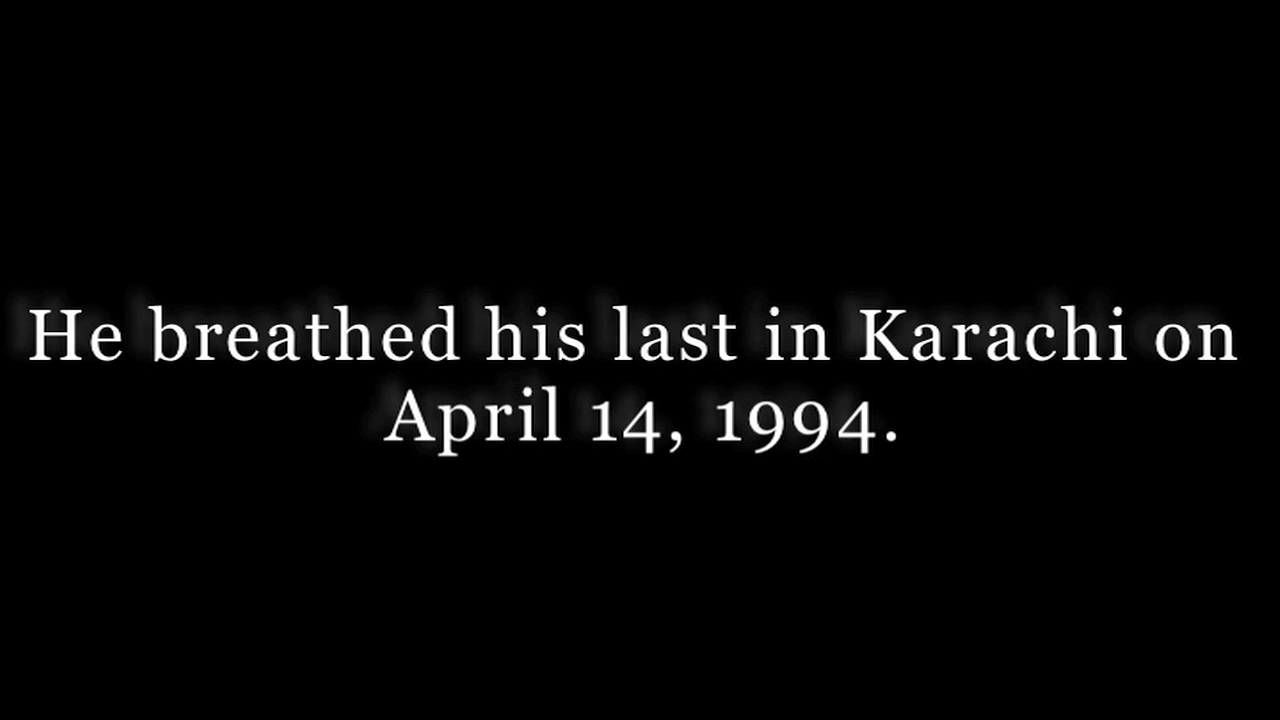 He breathed his last in Karachi on
April 14, 1994.